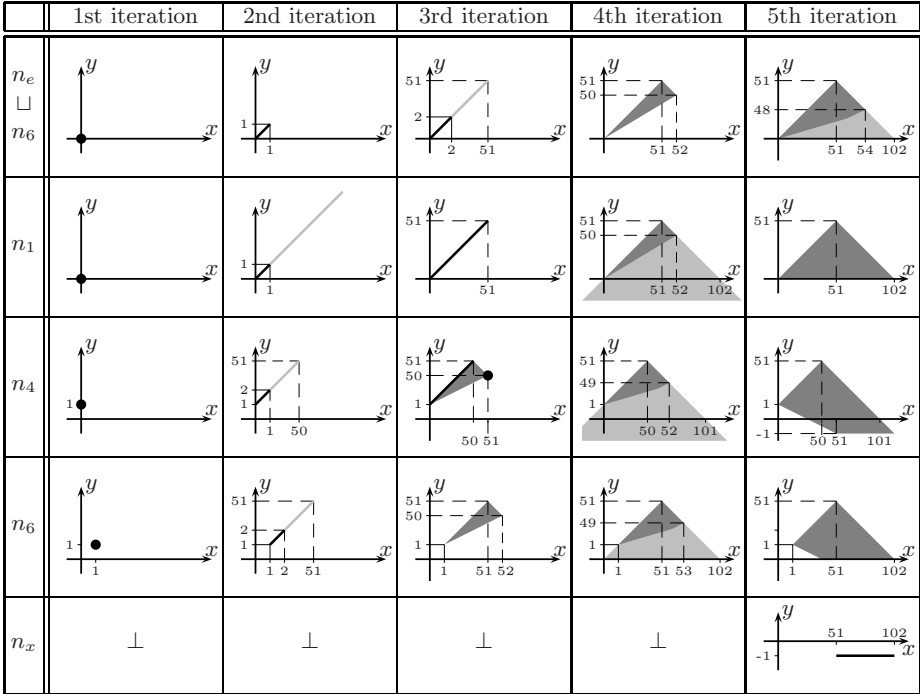 1st iteration 2nd iteration 3rd iteration 4th iteration 5th iteration
n_e ⊔ n_6
y x
y x 1 1
y x 51 2 2 51
y x 51 50 51 52
y x 51 48 51 54 102
n_1
y x
y x 1 1
y x 51 51
y x 51 50 51 52 102
y x 51 51 102
n_4
y x 1
y x 51 2 1 1 50
y x 51 50 1 50 51
y x 51 49 1 50 52 101
y x 51 1 -1 50 51 101
n_6
y x 1 1
y x 51 2 1 1 2 51
y x 51 50 1 1 51 52
y x 51 49 1 1 51 53 102
y x 51 1 1 51 102
n_x ⊥ ⊥ ⊥ ⊥
y x 51 102 -1